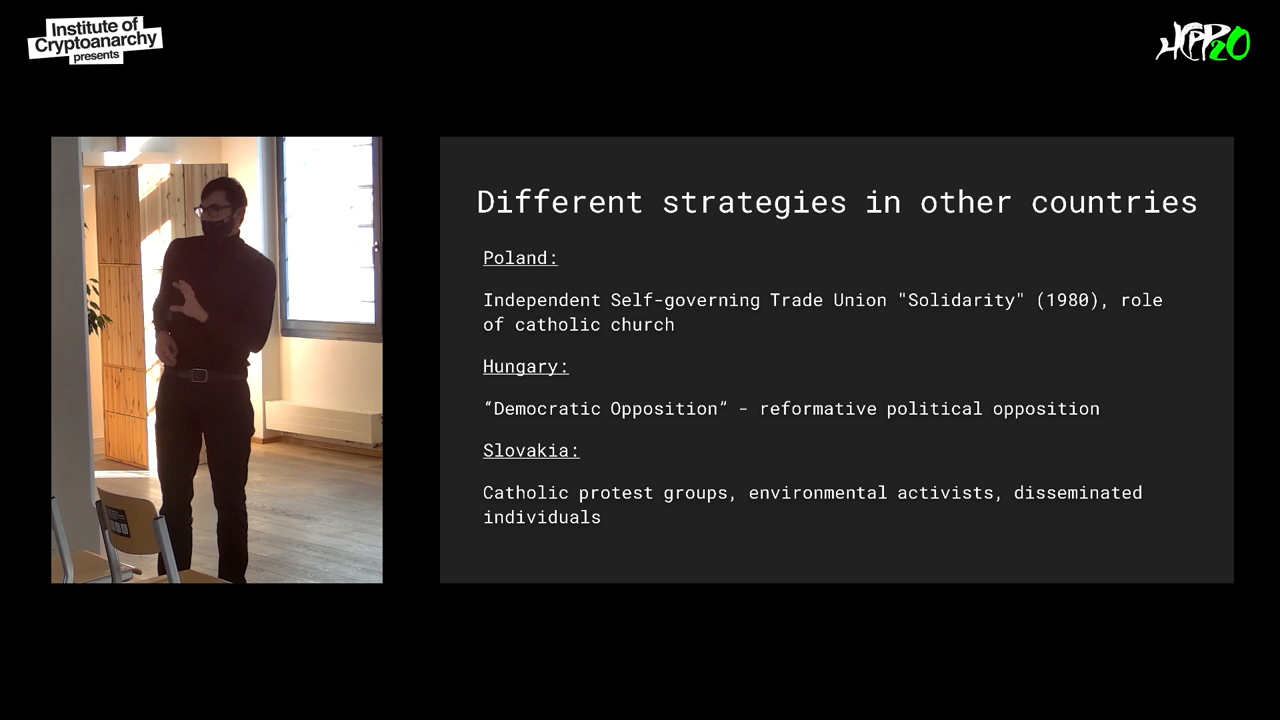 Institute of
Cryptoanarchy
presents
HCPP20
Different strategies in other countries
Poland:
Independent Self-governing Trade Union "Solidarity" (1980), role
of catholic church
Hungary:
“Democratic Opposition” - reformative political opposition
Slovakia:
Catholic protest groups, environmental activists, disseminated
individuals